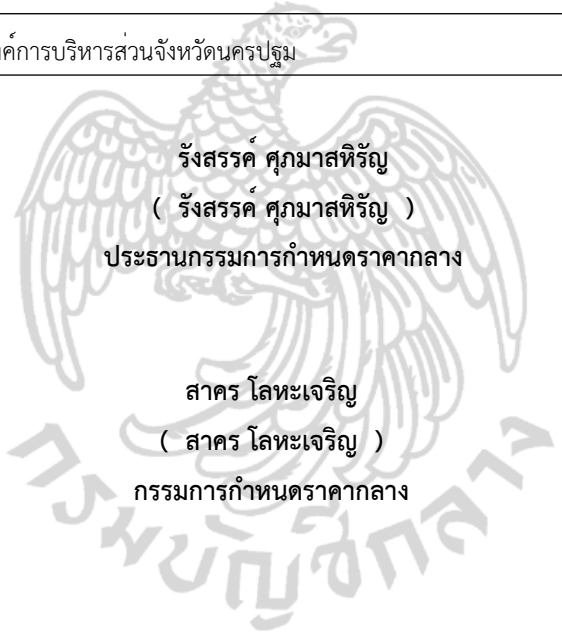 ค์การบริหารส่วนจังหวัดนครปฐม
รังสรรค์ ศุภมาสหิรัญ
( รังสรรค์ ศุภมาสหิรัญ )
ประธานกรรมการกำหนดราคากลาง
สาคร โลหะเจริญ
( สาคร โลหะเจริญ )
กรรมการกำหนดราคากลาง
กรมบัญชีกลาง